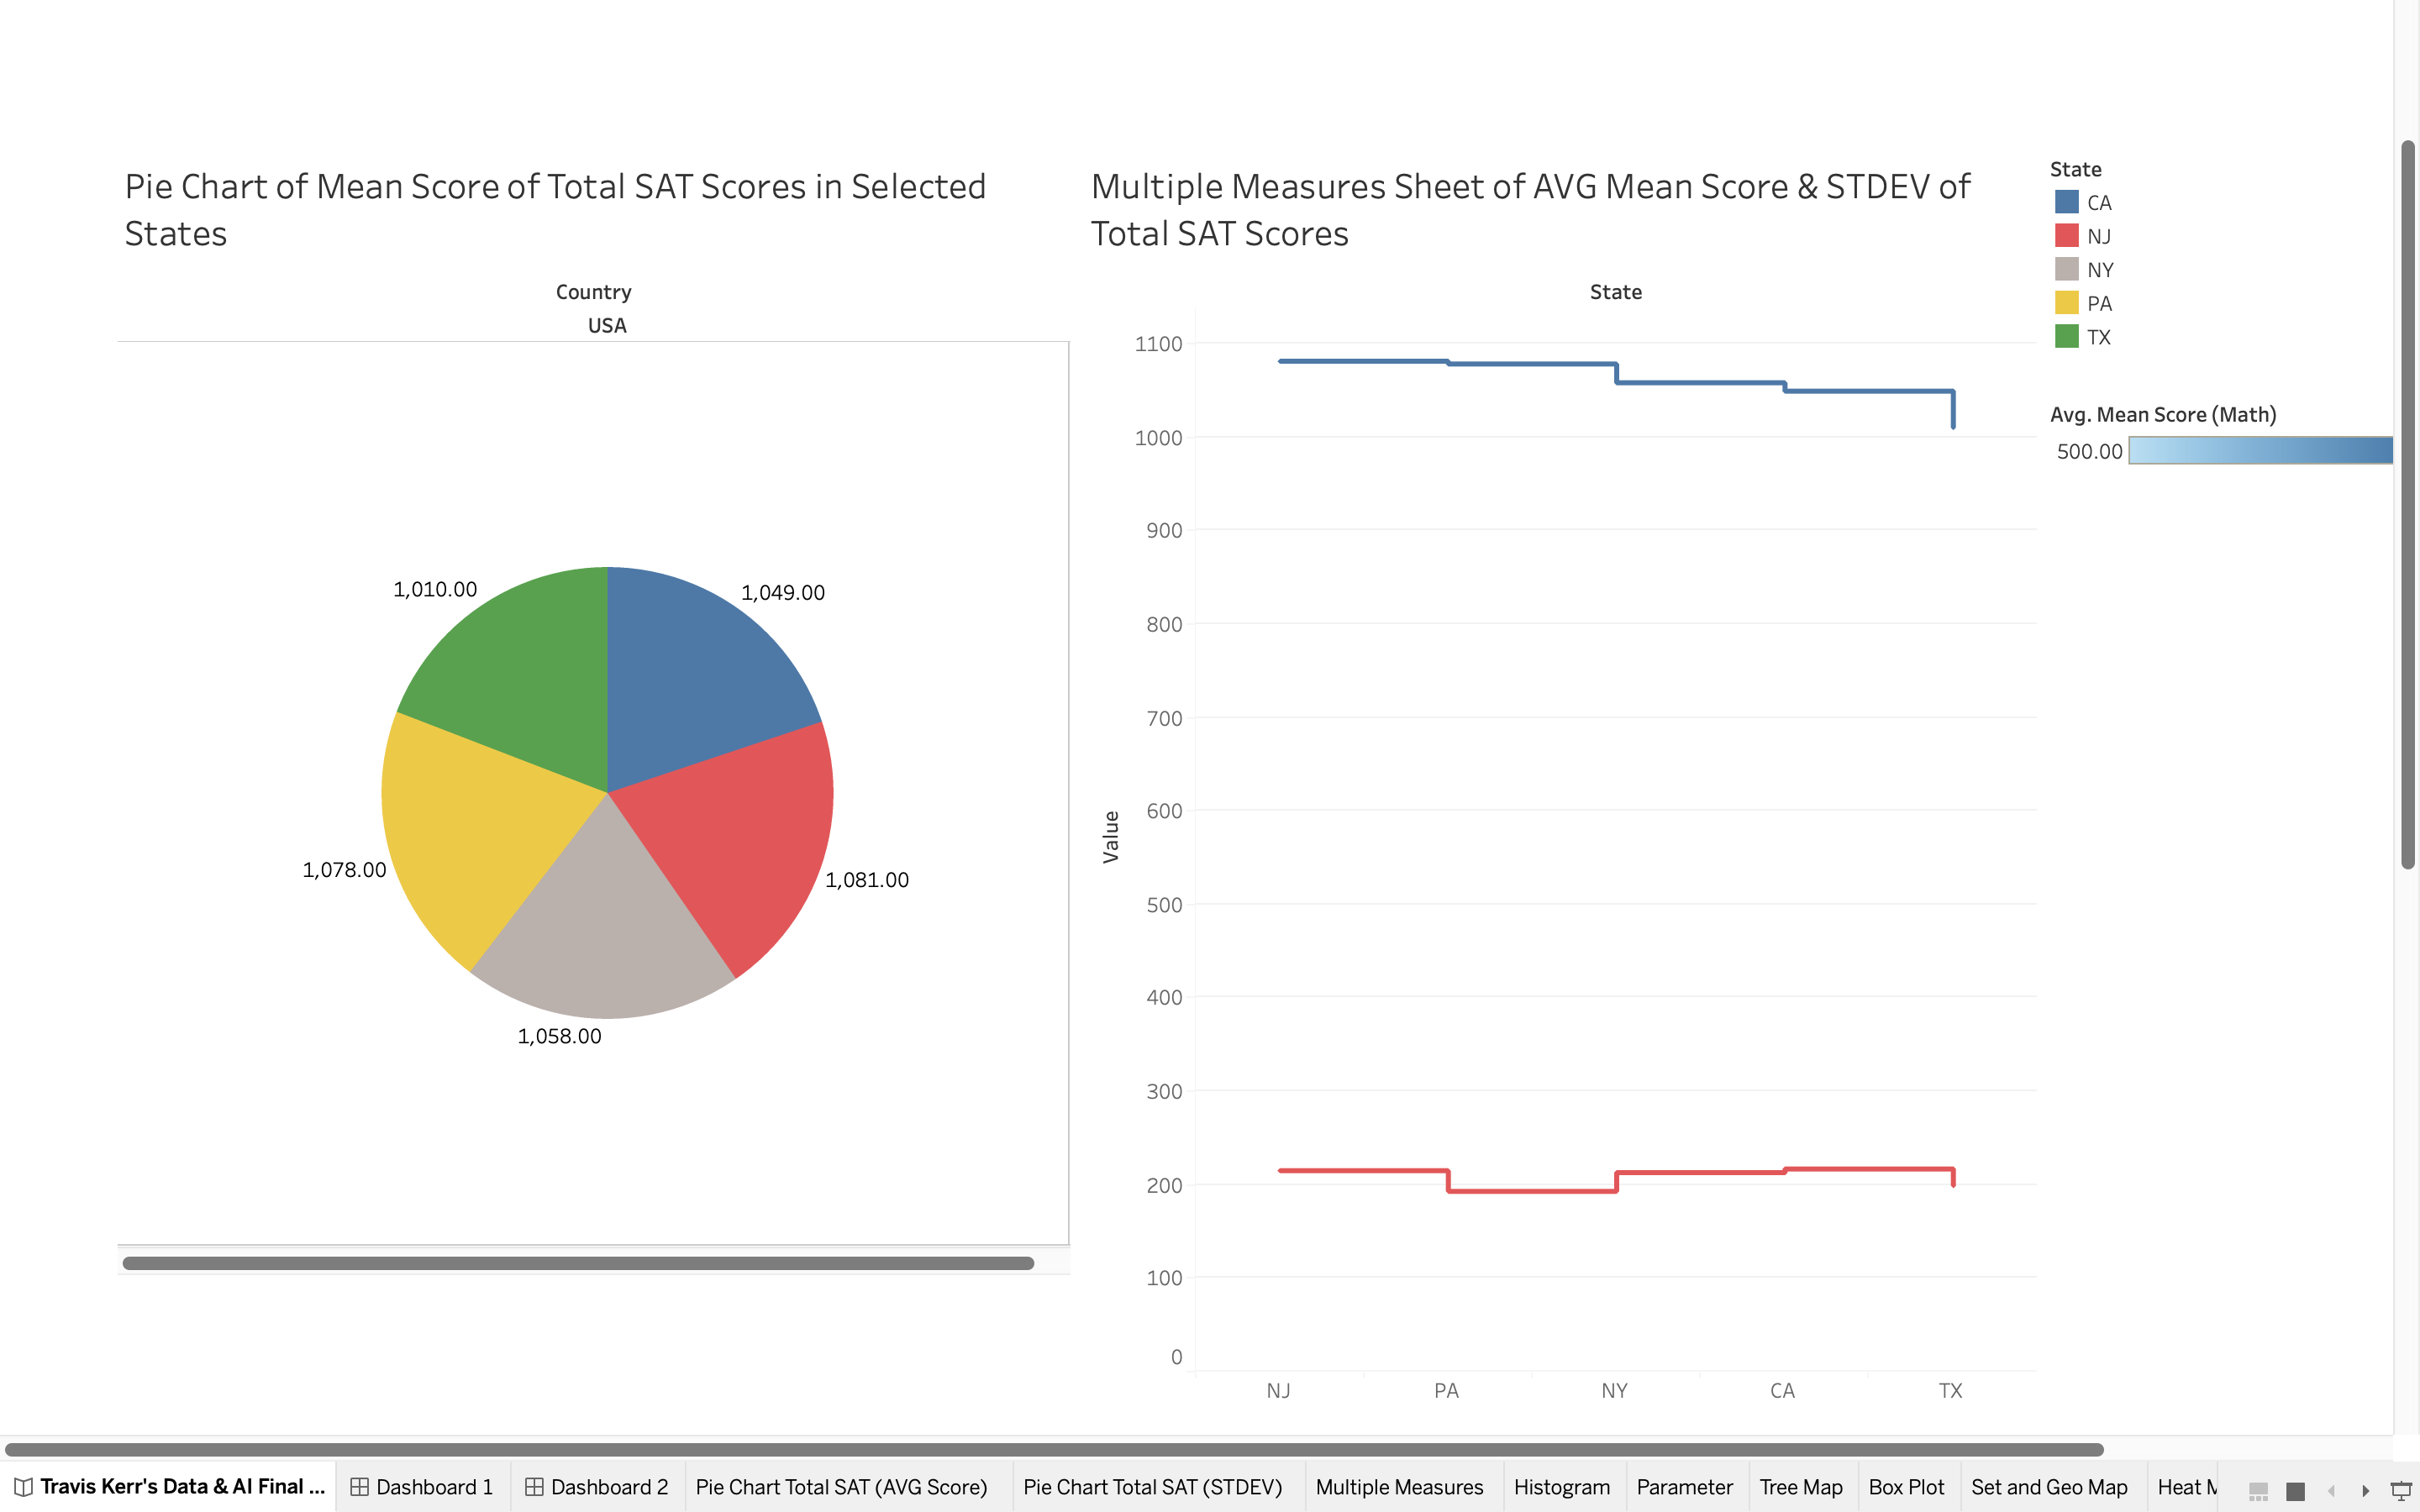 Pie Chart of Mean Score of Total SAT Scores in Selected
States
Country
USA
1,010.00
1,049.00
1,078.00
1,081.00
1,058.00
Multiple Measures Sheet of AVG Mean Score & STDEV of
Total SAT Scores
State
1100
1000
900
800
700
600
500
400
300
200
100
0
Value
NJ PA NY CA TX
State
CA
NJ
NY
PA
TX
Avg. Mean Score (Math)
500.00
Travis Kerr's Data & AI Final ... Dashboard 1 Dashboard 2 Pie Chart Total SAT (AVG Score) Pie Chart Total SAT (STDEV) Multiple Measures Histogram Parameter Tree Map Box Plot Set and Geo Map Heat